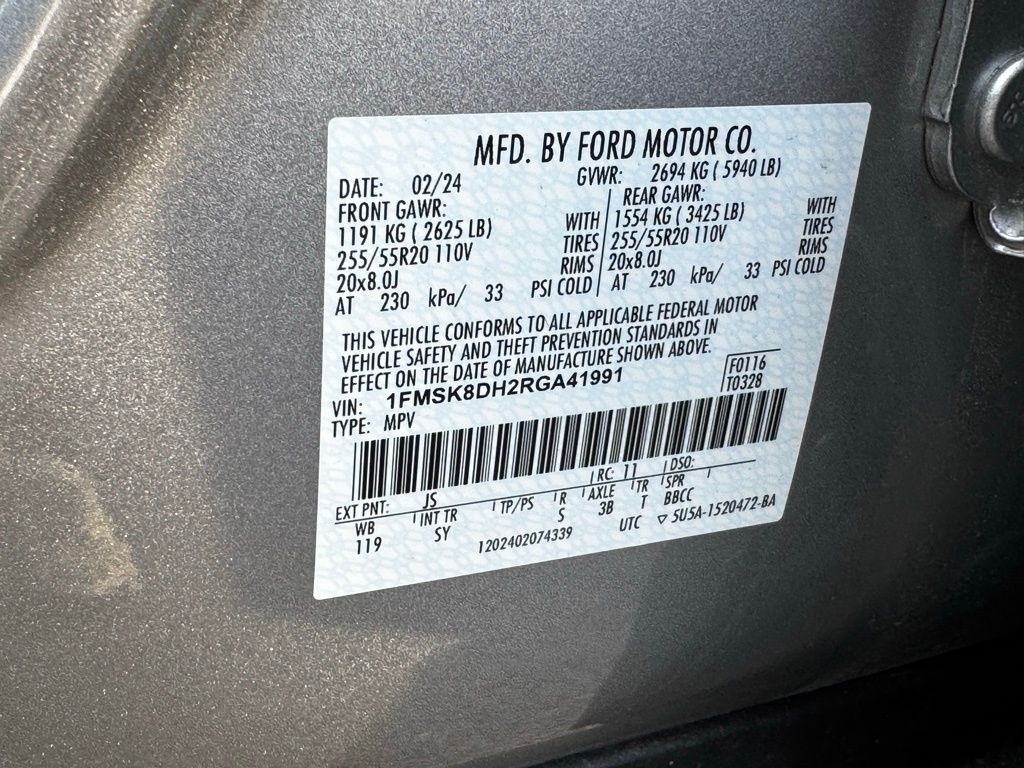 MFD. BY FORD MOTOR CO.
DATE: 02/24 GVWR: 2694 KG ( 5940 LB)
FRONT GAWR: REAR GAWR:
1191 KG ( 2625 LB) WITH 1554 KG ( 3425 LB) WITH
255/55R20 110V TIRES 255/55R20 110V TIRES
20x8.0J RIMS 20x8.0J RIMS
AT 230 kPa/ 33 PSI COLD AT 230 kPa/ 33 PSI COLD
THIS VEHICLE CONFORMS TO ALL APPLICABLE FEDERAL MOTOR
VEHICLE SAFETY AND THEFT PREVENTION STANDARDS IN
EFFECT ON THE DATE OF MANUFACTURE SHOWN ABOVE.
VIN: 1FMSK8DH2RGA41991 F0116
TYPE: MPV T0328
EXT PNT: JS RC: 11 DSO:
WB INT TR TP/PS R AXLE TR SPR
119 SY S 3B T BBCC
1202402074339 UTC ▽ 5U5A-1520472-BA